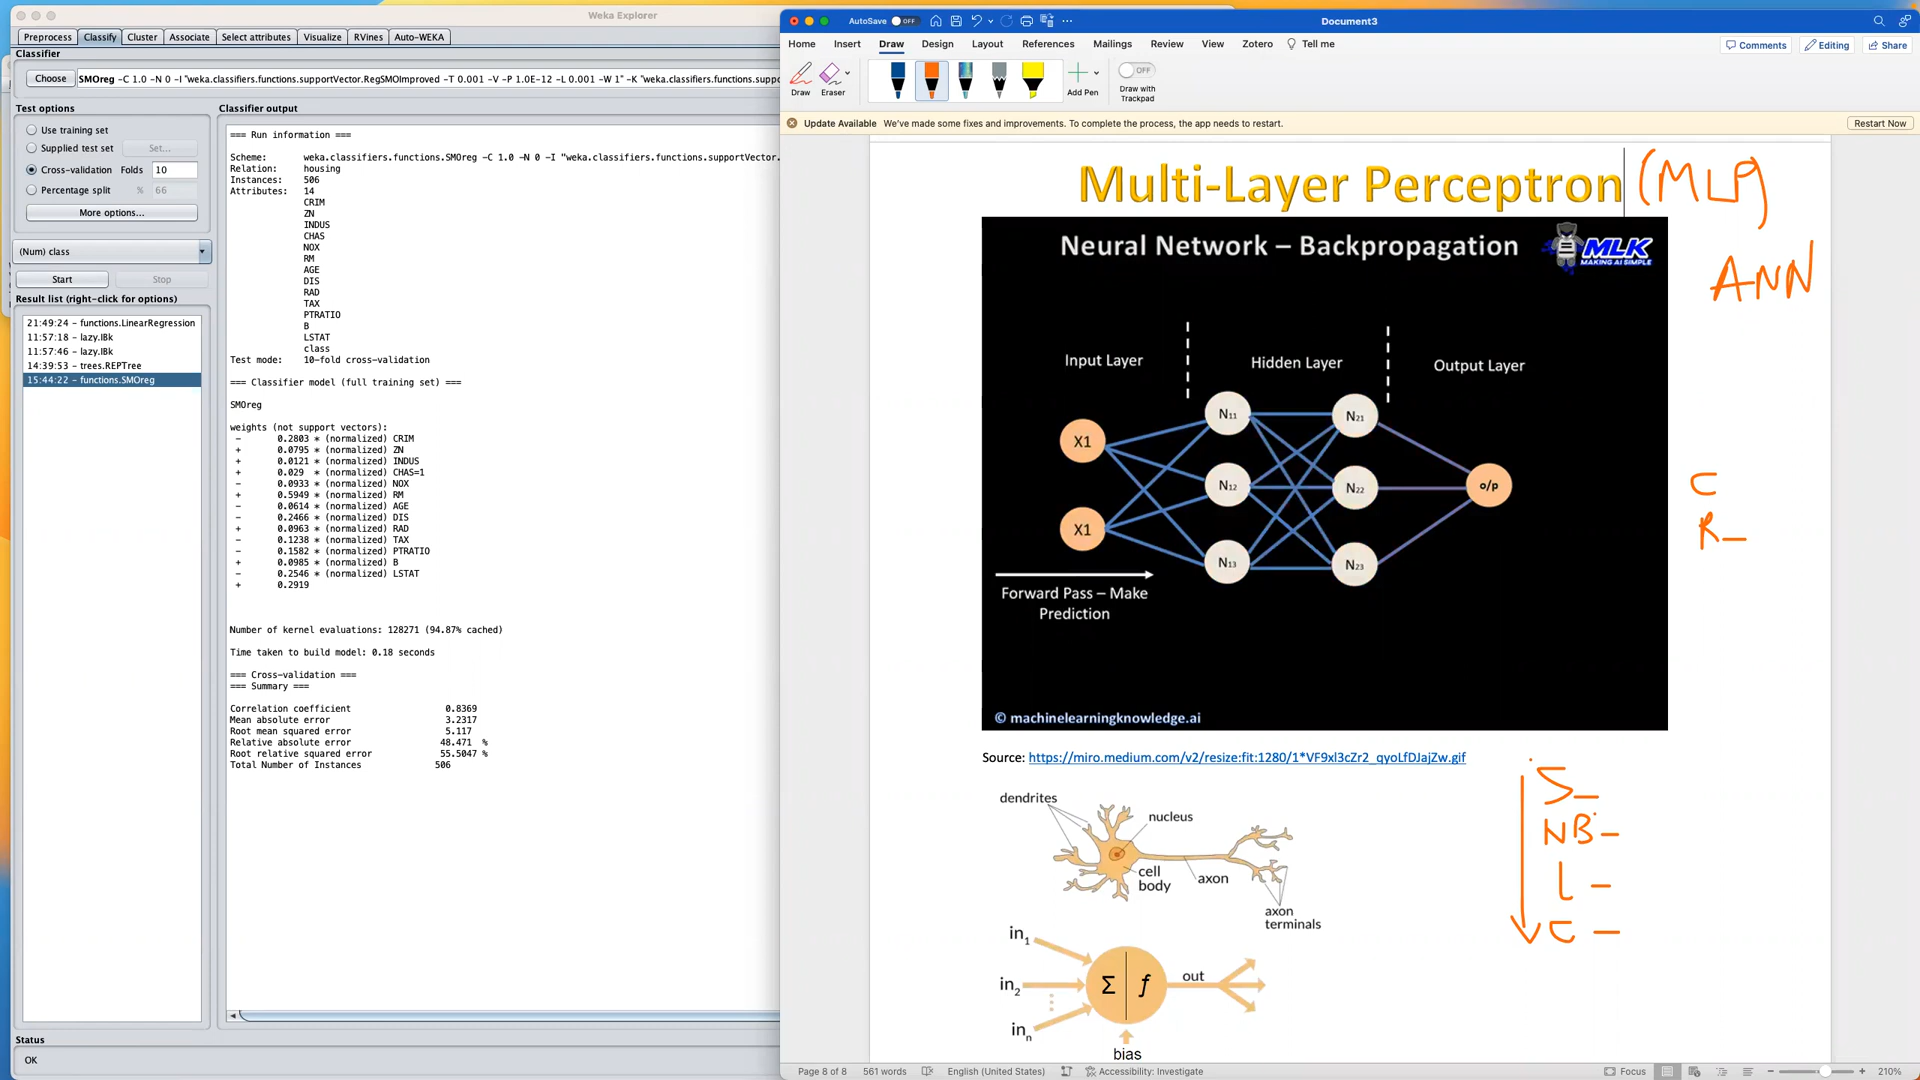 Weka Explorer
Preprocess Classify Cluster Associate Select attributes Visualize RVines Auto-WEKA
Classifier
Choose SMOreg -C 1.0 -N 0 -I "weka.classifiers.functions.supportVector.RegSMOImproved -T 0.001 -V -P 1.0E-12 -L 0.001 -W 1" -K "weka.classifiers.functions.suppo
Test options
Use training set
Supplied test set Set...
Cross-validation Folds 10
Percentage split % 66
More options...
(Num) class
Start Stop
Result list (right-click for options)
21:49:24 - functions.LinearRegression
11:57:18 - lazy.IBk
11:57:46 - lazy.IBk
14:39:53 - trees.REPTree
15:44:22 - functions.SMOreg
Classifier output
=== Run information ===
Scheme: weka.classifiers.functions.SMOreg -C 1.0 -N 0 -I "weka.classifiers.functions.supportVector.
Relation: housing
Instances: 506
Attributes: 14
CRIM
ZN
INDUS
CHAS
NOX
RM
AGE
DIS
RAD
TAX
PTRATIO
B
LSTAT
class
Test mode: 10-fold cross-validation
=== Classifier model (full training set) ===
SMOreg
weights (not support vectors):
- 0.2803 * (normalized) CRIM
+ 0.0795 * (normalized) ZN
+ 0.0121 * (normalized) INDUS
+ 0.029 * (normalized) CHAS=1
- 0.0933 * (normalized) NOX
+ 0.5949 * (normalized) RM
- 0.0614 * (normalized) AGE
- 0.2466 * (normalized) DIS
+ 0.0963 * (normalized) RAD
- 0.1238 * (normalized) TAX
- 0.1582 * (normalized) PTRATIO
+ 0.0985 * (normalized) B
- 0.2546 * (normalized) LSTAT
+ 0.2919
Number of kernel evaluations: 128271 (94.87% cached)
Time taken to build model: 0.18 seconds
=== Cross-validation ===
=== Summary ===
Correlation coefficient 0.8369
Mean absolute error 3.2317
Root mean squared error 5.117
Relative absolute error 48.471 %
Root relative squared error 55.5047 %
Total Number of Instances 506
Status
OK
AutoSave OFF Document3
Home Insert Draw Design Layout References Mailings Review View Zotero Tell me Comments Editing Share
Draw Eraser Add Pen OFF Draw with Trackpad
Update Available We've made some fixes and improvements. To complete the process, the app needs to restart. Restart Now
Multi-Layer Perceptron (MLP)
ANN
Neural Network – Backpropagation
MLK
MAKING AI SIMPLE
Input Layer Hidden Layer Output Layer
X1 N11 N21
X1 N12 N22 o/p
N13 N23
Forward Pass – Make
Prediction
© machinelearningknowledge.ai
C
R_
Source: https://miro.medium.com/v2/resize:fit:1280/1*VF9xl3cZr2_qyoLfDJajZw.gif
dendrites
nucleus
cell
body
axon
axon
terminals
in1
in2
inn
Σ f
out
bias
S_
NB-
L -
C -
Page 8 of 8 561 words English (United States) Accessibility: Investigate Focus 210%